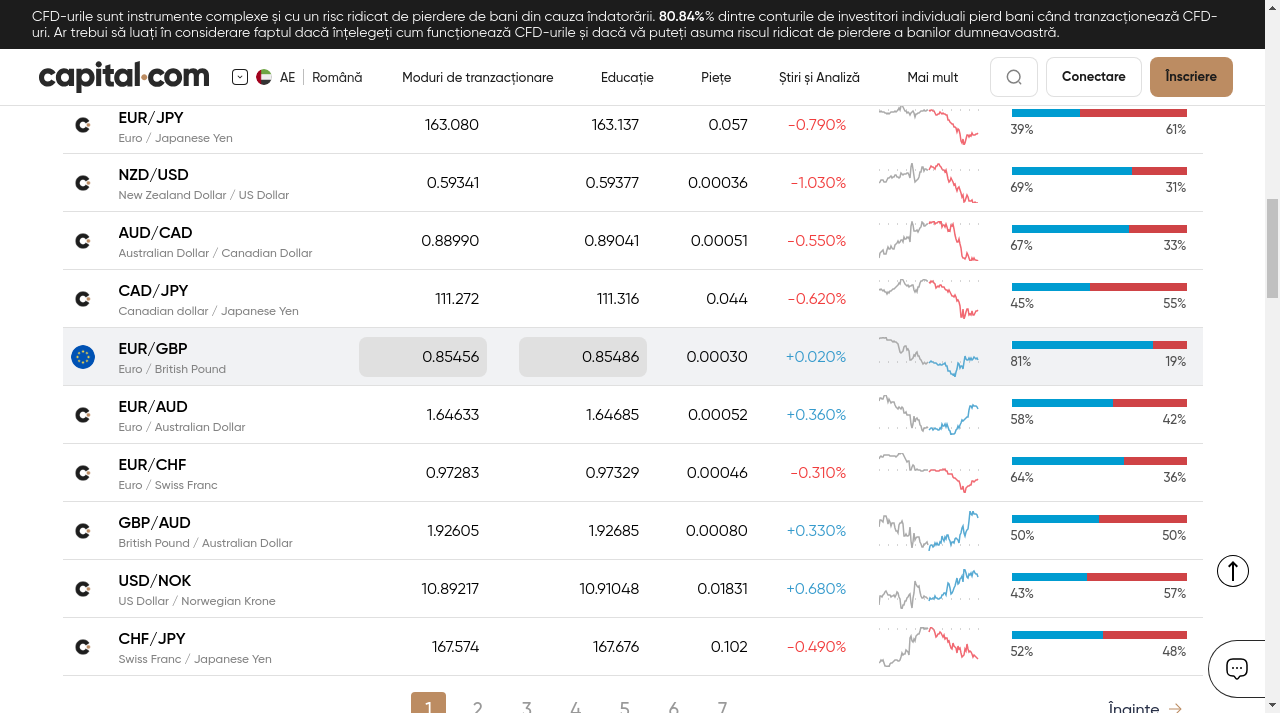 CFD-urile sunt instrumente complexe și cu un risc ridicat de pierdere de bani din cauza îndatorării. 80.84%% dintre conturile de investitori individuali pierd bani când tranzacționează CFD-
uri. Ar trebui să luați în considerare faptul dacă înțelegeți cum funcționează CFD-urile și dacă vă puteți asuma riscul ridicat de pierdere a banilor dumneavoastră.
capital.com AE Română Moduri de tranzacționare Educație Piețe Știri și Analiză Mai mult Conectare Înscriere
EUR/JPY 163.080 163.137 0.057 -0.790%
Euro / Japanese Yen 39% 61%
NZD/USD 0.59341 0.59377 0.00036 -1.030%
New Zealand Dollar / US Dollar 69% 31%
AUD/CAD 0.88990 0.89041 0.00051 -0.550%
Australian Dollar / Canadian Dollar 67% 33%
CAD/JPY 111.272 111.316 0.044 -0.620%
Canadian dollar / Japanese Yen 45% 55%
EUR/GBP 0.85456 0.85486 0.00030 +0.020%
Euro / British Pound 81% 19%
EUR/AUD 1.64633 1.64685 0.00052 +0.360%
Euro / Australian Dollar 58% 42%
EUR/CHF 0.97283 0.97329 0.00046 -0.310%
Euro / Swiss Franc 64% 36%
GBP/AUD 1.92605 1.92685 0.00080 +0.330%
British Pound / Australian Dollar 50% 50%
USD/NOK 10.89217 10.91048 0.01831 +0.680%
US Dollar / Norwegian Krone 43% 57%
CHF/JPY 167.574 167.676 0.102 -0.490%
Swiss Franc / Japanese Yen 52% 48%
1 2 3 4 5 6 7 Înainte